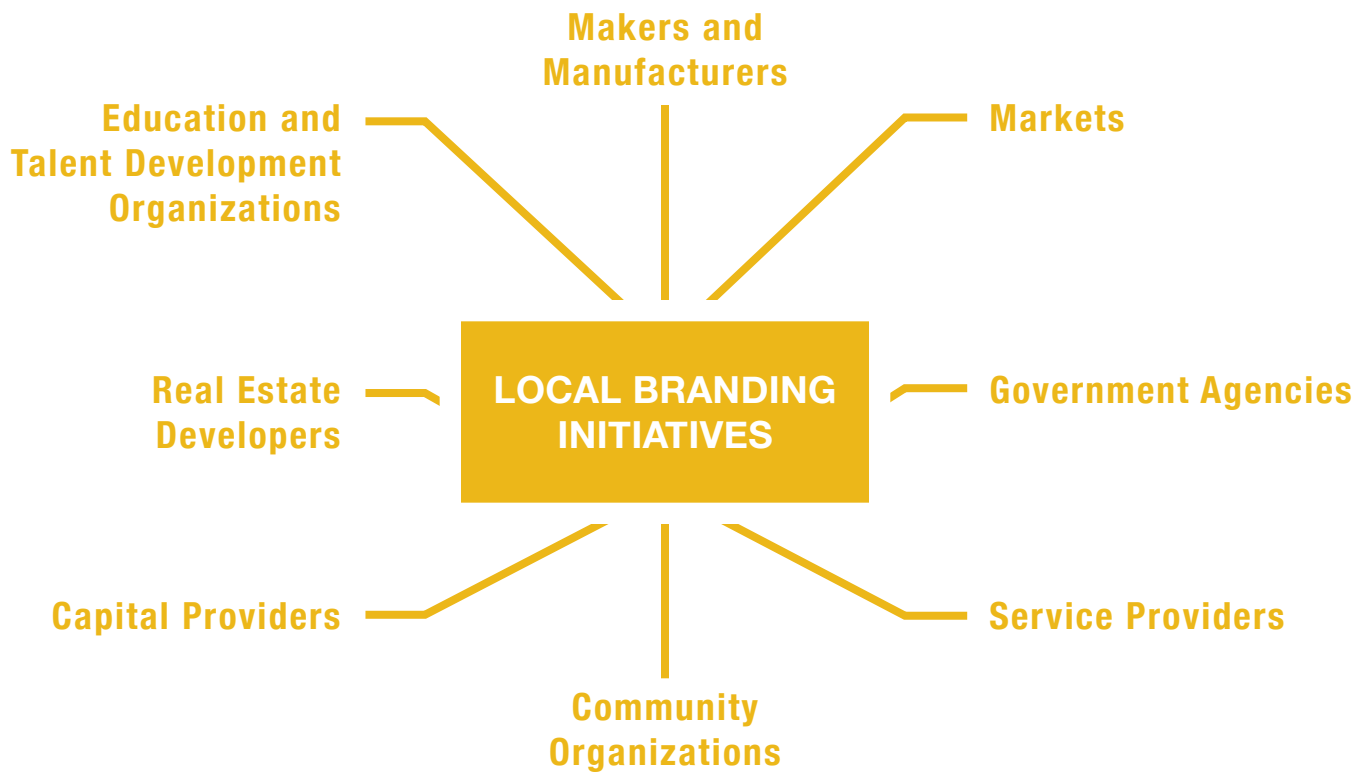 Makers and
Manufacturers
Education and
Talent Development
Organizations
Markets
Real Estate
Developers
LOCAL BRANDING
INITIATIVES
Government Agencies
Capital Providers
Service Providers
Community
Organizations